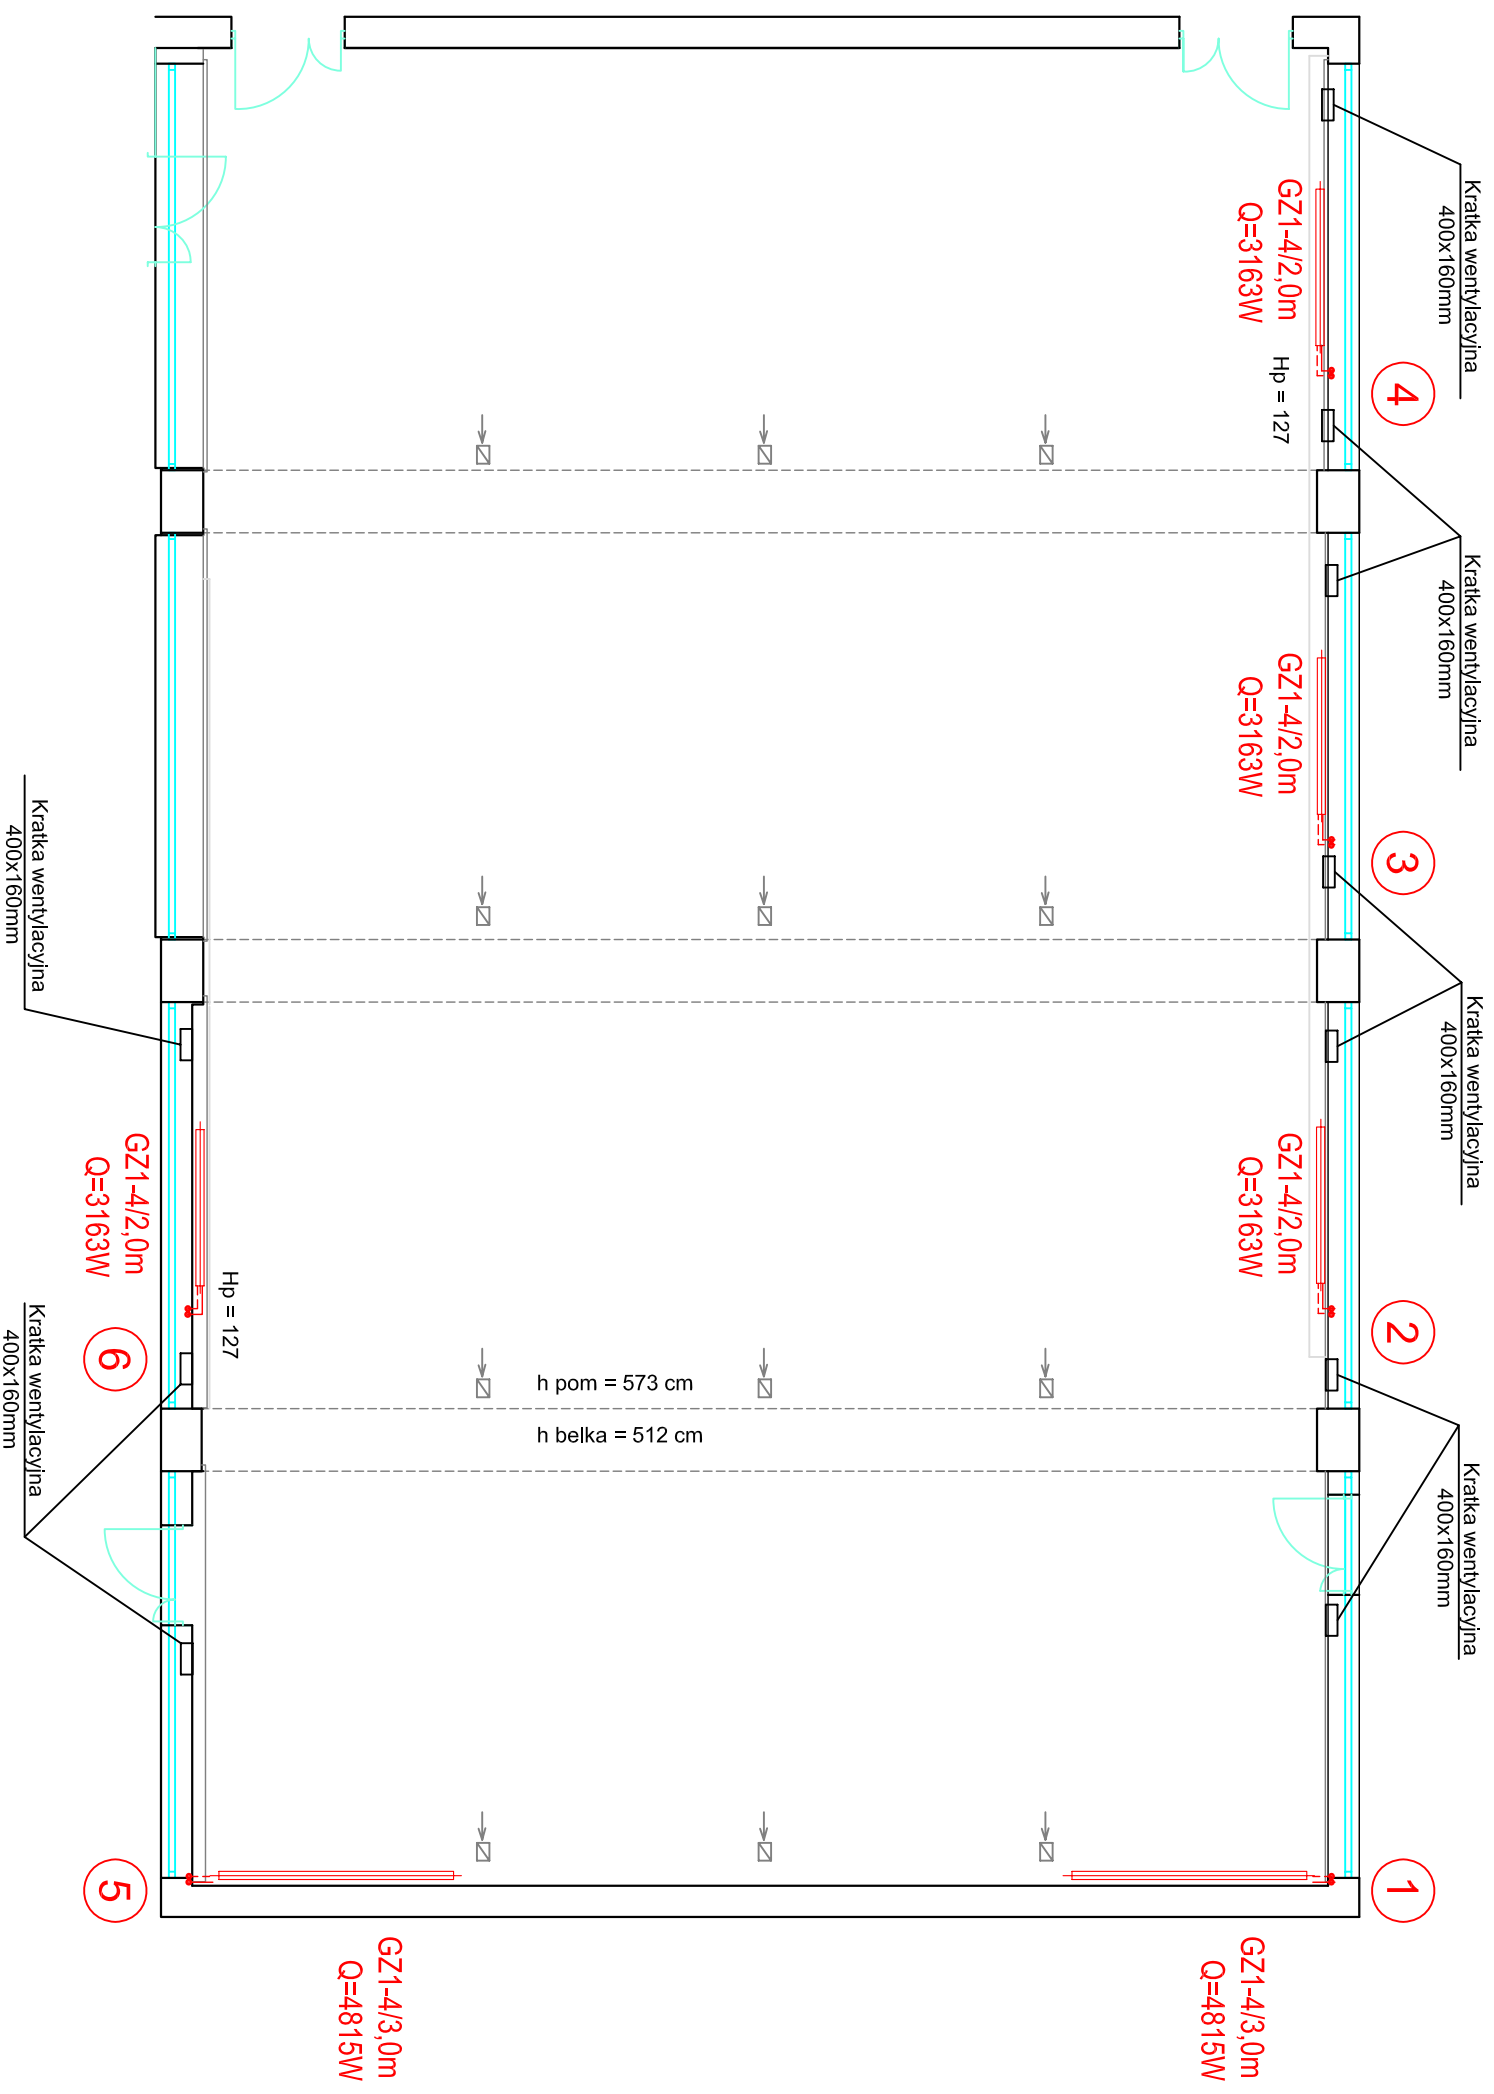 Kratka wentylacyjna
400x160mm
GZ1-4/2,0m
Q=3163W
4
Hp = 127
Kratka wentylacyjna
400x160mm
GZ1-4/2,0m
Q=3163W
3
Kratka wentylacyjna
400x160mm
GZ1-4/2,0m
Q=3163W
2
Kratka wentylacyjna
400x160mm
1
GZ1-4/3,0m
Q=4815W
h pom = 573 cm
h belka = 512 cm
Kratka wentylacyjna
400x160mm
GZ1-4/2,0m
Q=3163W
Hp = 127
6
Kratka wentylacyjna
400x160mm
5
GZ1-4/3,0m
Q=4815W